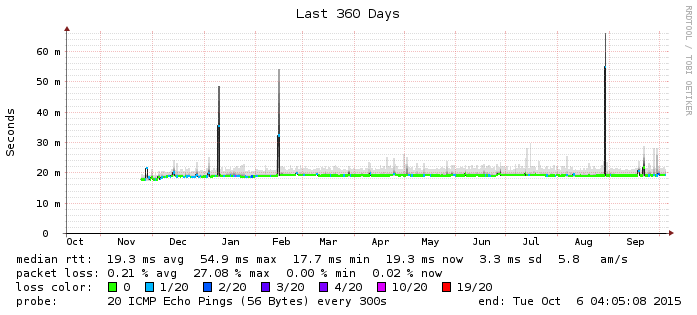 Last 360 Days
RRDTOOL / TOBI OETIKER
Seconds
60 m
50 m
40 m
30 m
20 m
10 m
0
Oct Nov Dec Jan Feb Mar Apr May Jun Jul Aug Sep
median rtt: 19.3 ms avg 54.9 ms max 17.7 ms min 19.3 ms now 3.3 ms sd 5.8 am/s
packet loss: 0.21 % avg 27.08 % max 0.00 % min 0.02 % now
loss color: 0 1/20 2/20 3/20 4/20 10/20 19/20
probe: 20 ICMP Echo Pings (56 Bytes) every 300s end: Tue Oct 6 04:05:08 2015